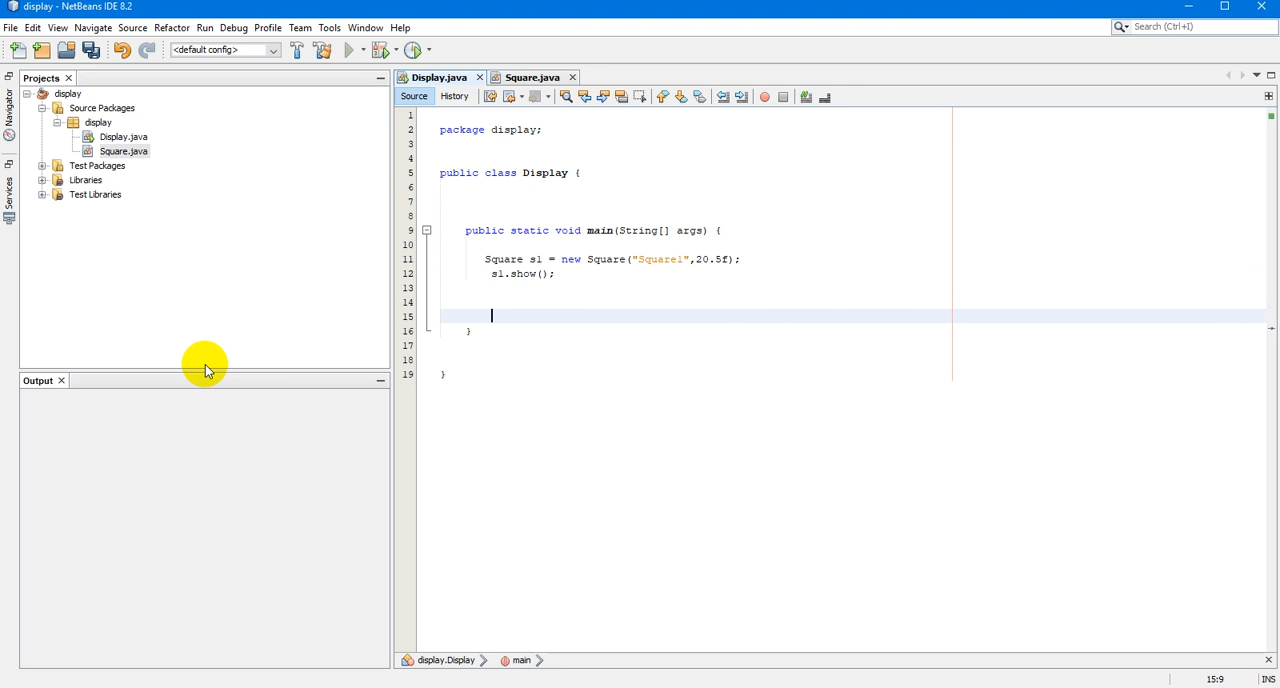 display - NetBeans IDE 8.2
File Edit View Navigate Source Refactor Run Debug Profile Team Tools Window Help
Search (Ctrl+I)
<default config>
Projects
Display.java
Square.java
Navigator
Services
display
Source Packages
display
Display.java
Square.java
Test Packages
Libraries
Test Libraries
Output
Source
History
1
2 package display;
3
4
5 public class Display {
6
7
8
9 public static void main(String[] args) {
10
11 Square s1 = new Square("Square1",20.5f);
12 s1.show();
13
14
15
16 }
17
18
19 }
display.Display
main
15:9
INS